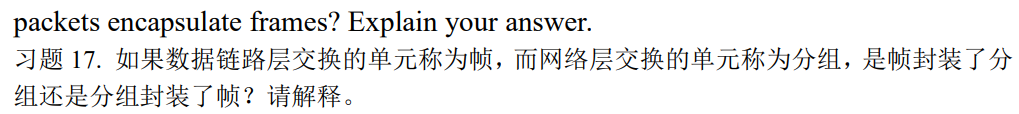 packets encapsulate frames? Explain your answer.
习题 17. 如果数据链路层交换的单元称为帧，而网络层交换的单元称为分组，是帧封装了分
组还是分组封装了帧？请解释。